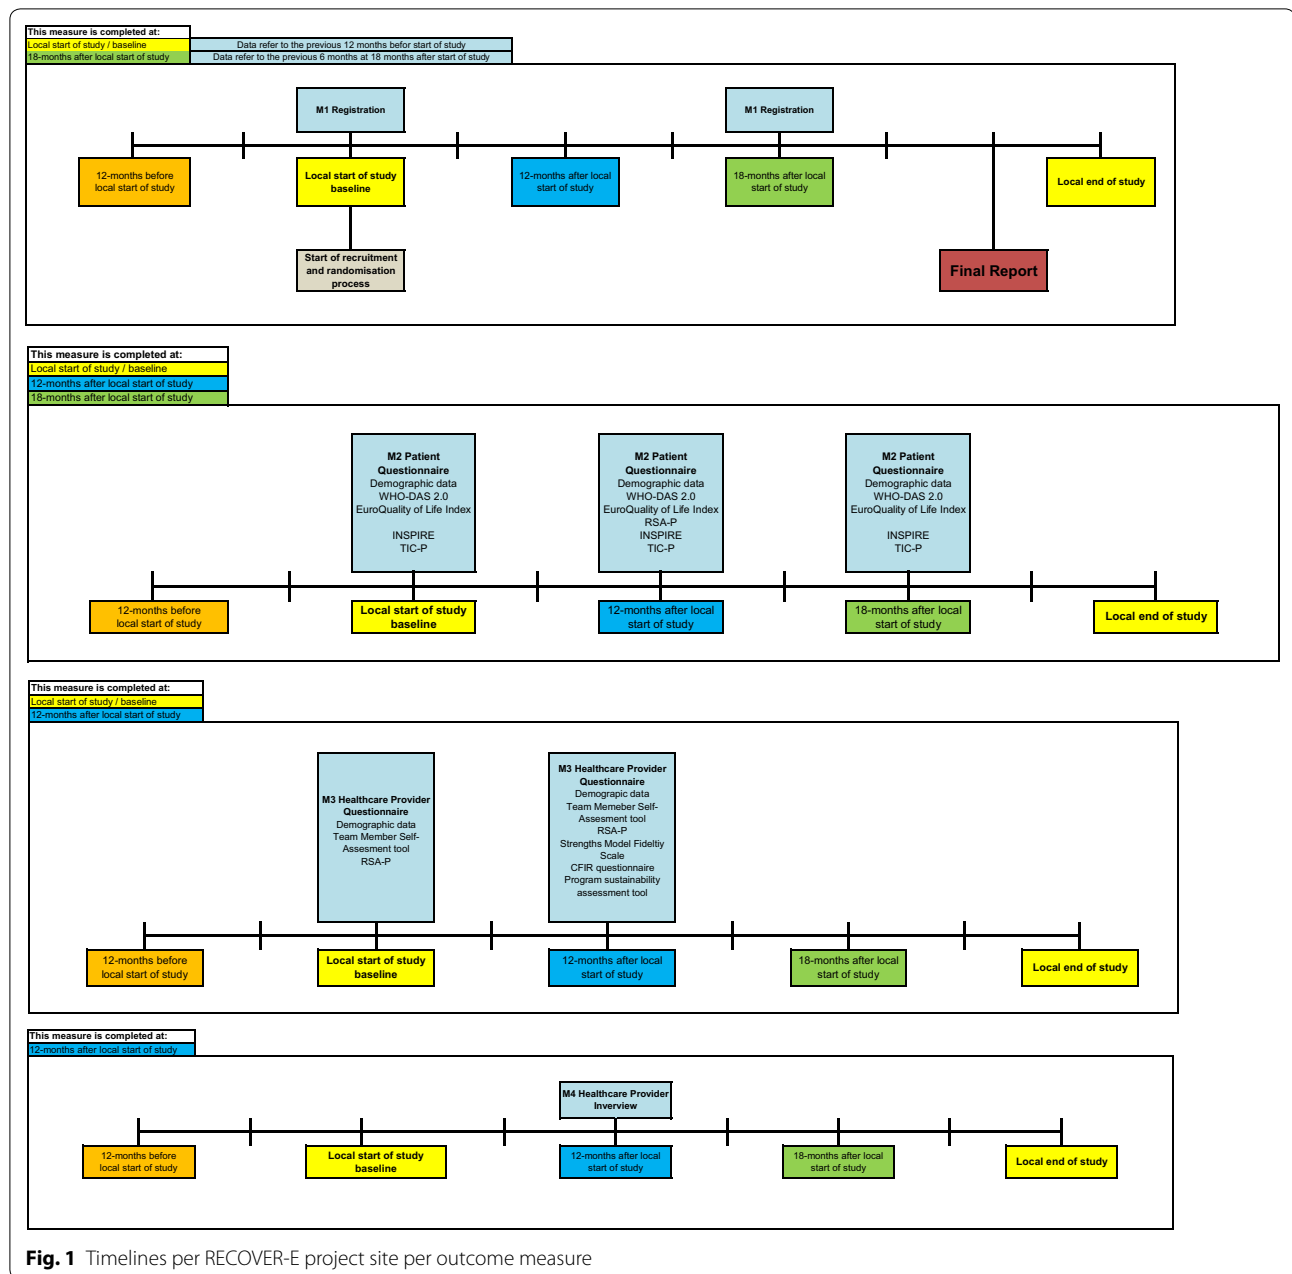 This measure is completed at:
Local start of study / baseline
Data refer to the previous 12 months befor start of study
18-months after local start of study
Data refer to the previous 6 months at 18 months after start of study
M1 Registration
M1 Registration
12-months before
local start of study
Local start of study
baseline
12-months after local
start of study
18-months after local
start of study
Local end of study
Start of recruitment
and randomisation
process
Final Report
This measure is completed at:
Local start of study / baseline
12-months after local start of study
18-months after local start of study
M2 Patient
Questionnaire
Demographic data
WHO-DAS 2.0
EuroQuality of Life Index
INSPIRE
TIC-P
M2 Patient
Questionnaire
Demographic data
WHO-DAS 2.0
EuroQuality of Life Index
RSA-P
INSPIRE
TIC-P
M2 Patient
Questionnaire
Demographic data
WHO-DAS 2.0
EuroQuality of Life Index
INSPIRE
TIC-P
12-months before
local start of study
Local start of study
baseline
12-months after local
start of study
18-months after local
start of study
Local end of study
This measure is completed at:
Local start of study / baseline
12-months after local start of study
M3 Healthcare Provider
Questionnaire
Demographic data
Team Member Self-
Assesment tool
RSA-P
M3 Healthcare Provider
Questionnaire
Demograpic data
Team Memeber Self-
Assesment tool
RSA-P
Strengths Model Fideltiy
Scale
CFIR questionnaire
Program sustainability
assessment tool
12-months before
local start of study
Local start of study
baseline
12-months after local
start of study
18-months after local
start of study
Local end of study
This measure is completed at:
12-months after local start of study
M4 Healthcare Provider
Inverview
12-months before
local start of study
Local start of study
baseline
12-months after local
start of study
18-months after local
start of study
Local end of study
Fig. 1 Timelines per RECOVER-E project site per outcome measure